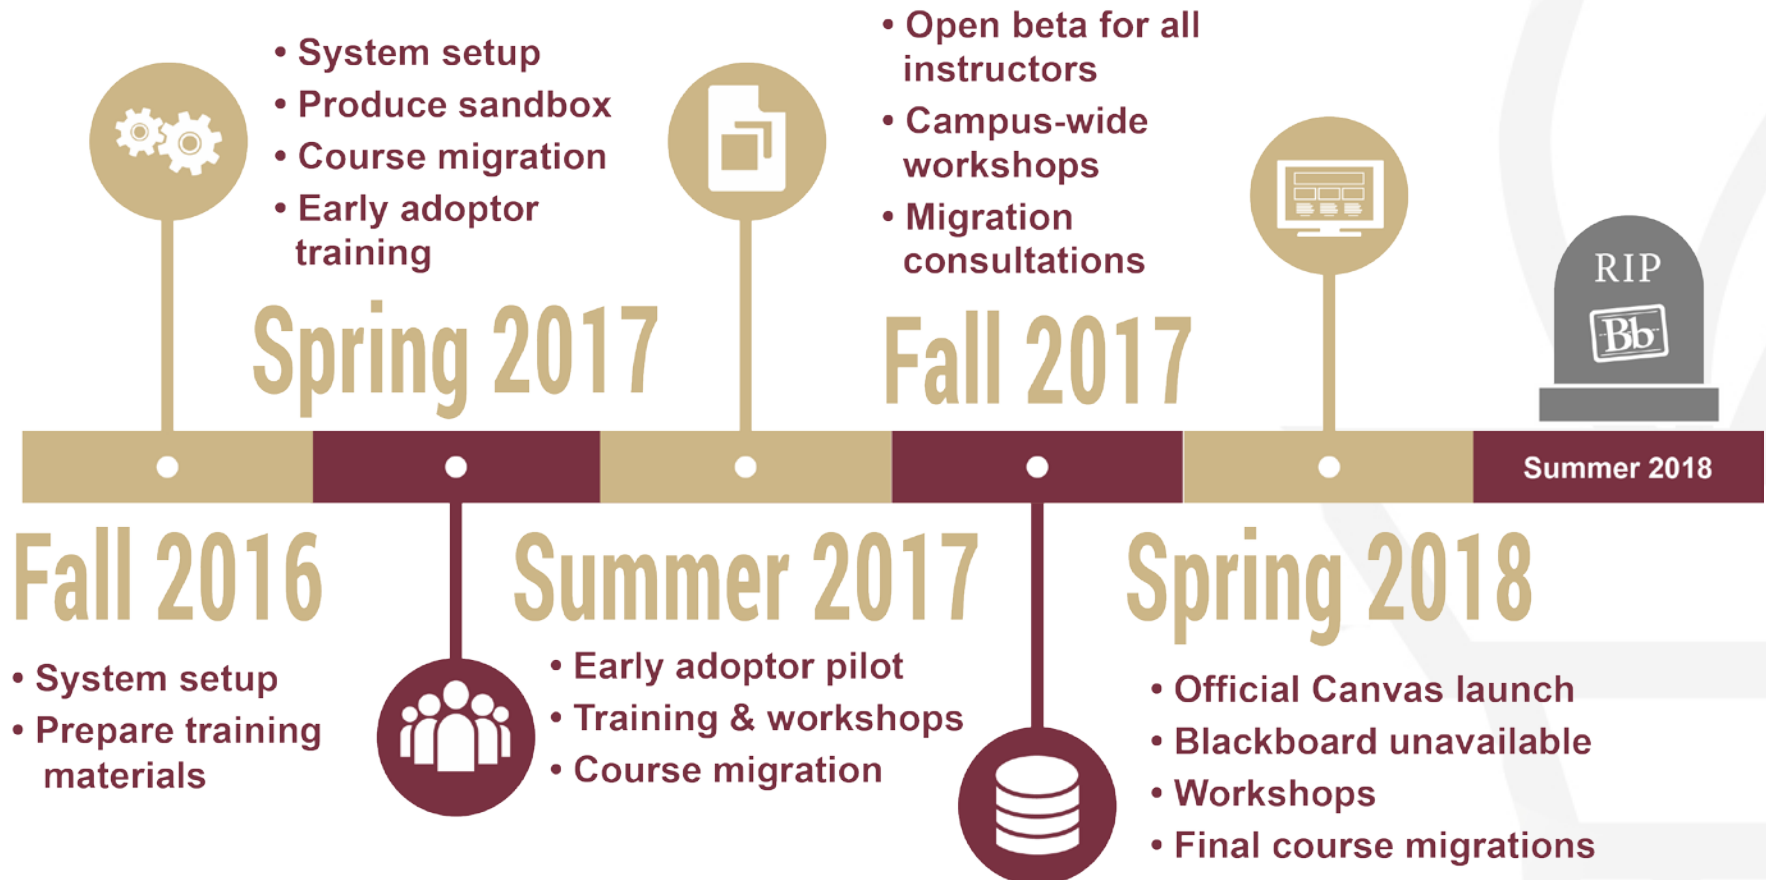 • System setup
• Produce sandbox
• Course migration
• Early adoptor
training
Spring 2017
• Open beta for all
instructors
• Campus-wide
workshops
• Migration
consultations
Fall 2017
RIP
Bb
Summer 2018
Fall 2016
• System setup
• Prepare training
materials
Summer 2017
• Early adoptor pilot
• Training & workshops
• Course migration
Spring 2018
• Official Canvas launch
• Blackboard unavailable
• Workshops
• Final course migrations